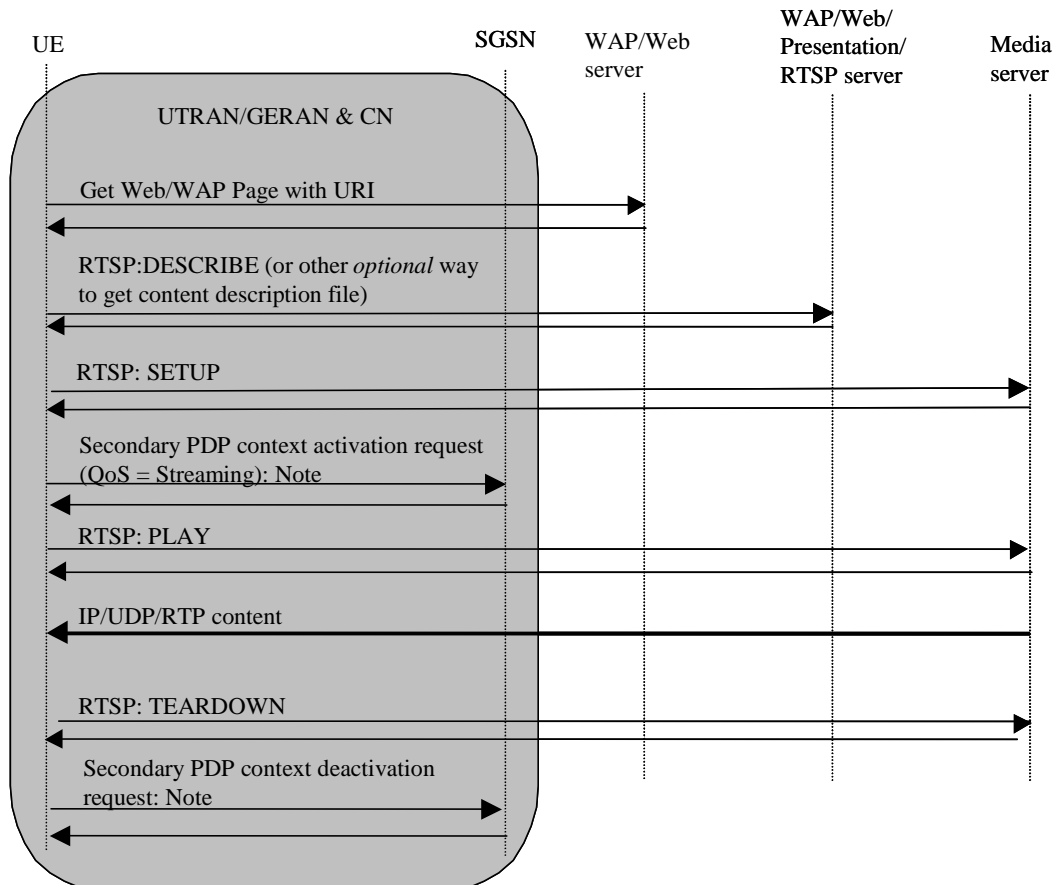 UE
SGSN
WAP/Web
server
WAP/Web/
Presentation/
RTSP server
Media
server
UTRAN/GERAN & CN
Get Web/WAP Page with URI
RTSP:DESCRIBE (or other optional way
to get content description file)
RTSP: SETUP
Secondary PDP context activation request
(QoS = Streaming): Note
RTSP: PLAY
IP/UDP/RTP content
RTSP: TEARDOWN
Secondary PDP context deactivation
request: Note